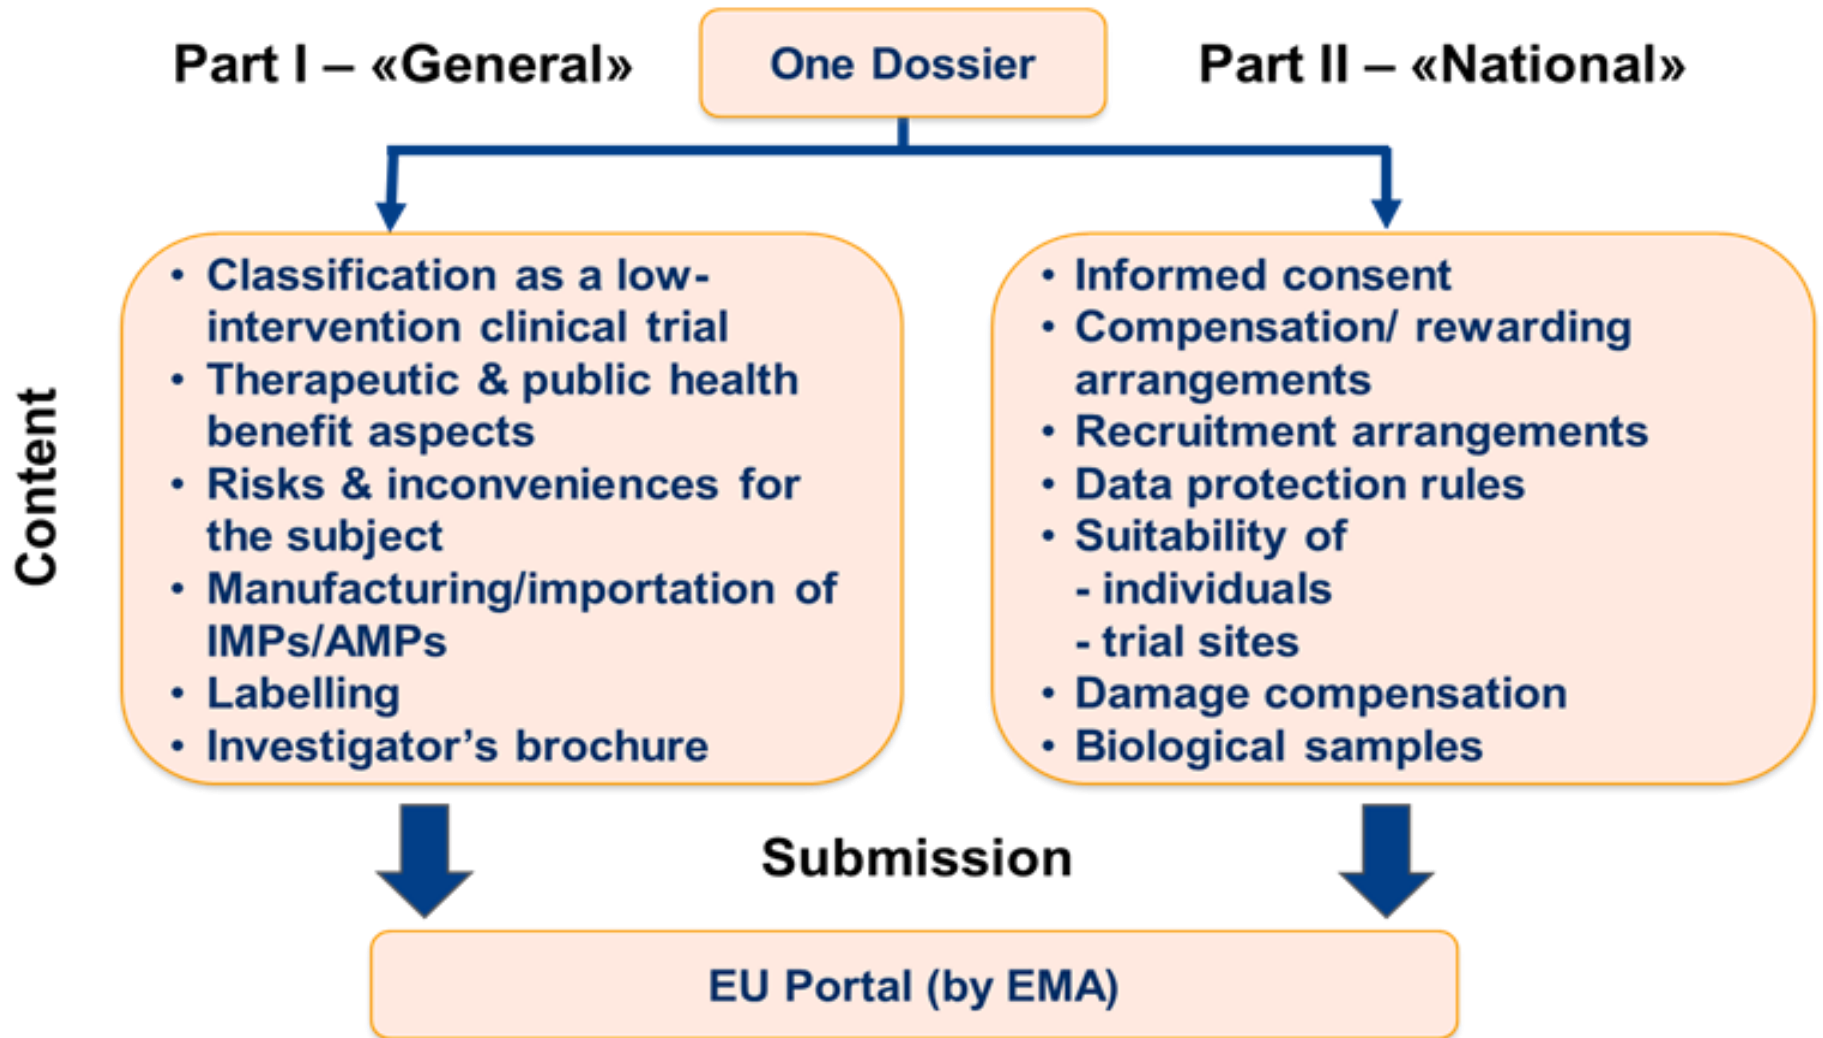 Part I – «General»
One Dossier
Part II – «National»
Content
• Classification as a low-
intervention clinical trial
• Therapeutic & public health
benefit aspects
• Risks & inconveniences for
the subject
• Manufacturing/importation of
IMPs/AMPs
• Labelling
• Investigator’s brochure
• Informed consent
• Compensation/ rewarding
arrangements
• Recruitment arrangements
• Data protection rules
• Suitability of
- individuals
- trial sites
• Damage compensation
• Biological samples
Submission
EU Portal (by EMA)